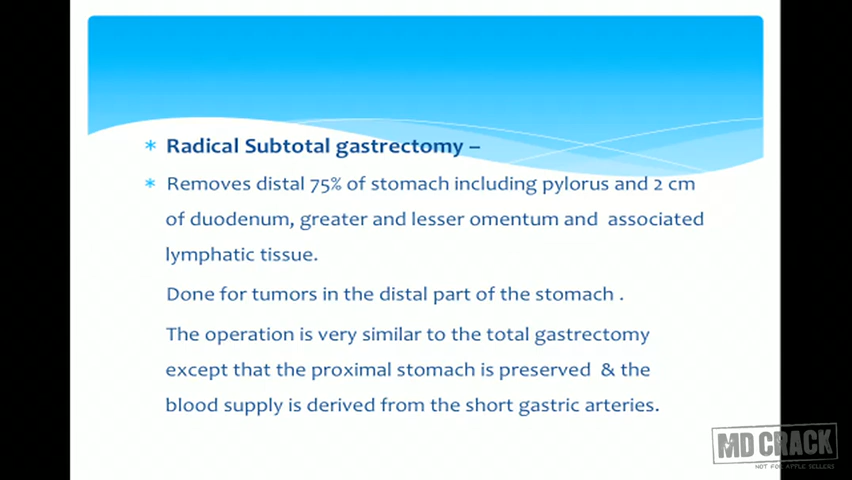 * Radical Subtotal gastrectomy –
* Removes distal 75% of stomach including pylorus and 2 cm
of duodenum, greater and lesser omentum and associated
lymphatic tissue.
Done for tumors in the distal part of the stomach .
The operation is very similar to the total gastrectomy
except that the proximal stomach is preserved & the
blood supply is derived from the short gastric arteries.
MD CRACK
NOT FOR APPLE SELLERS